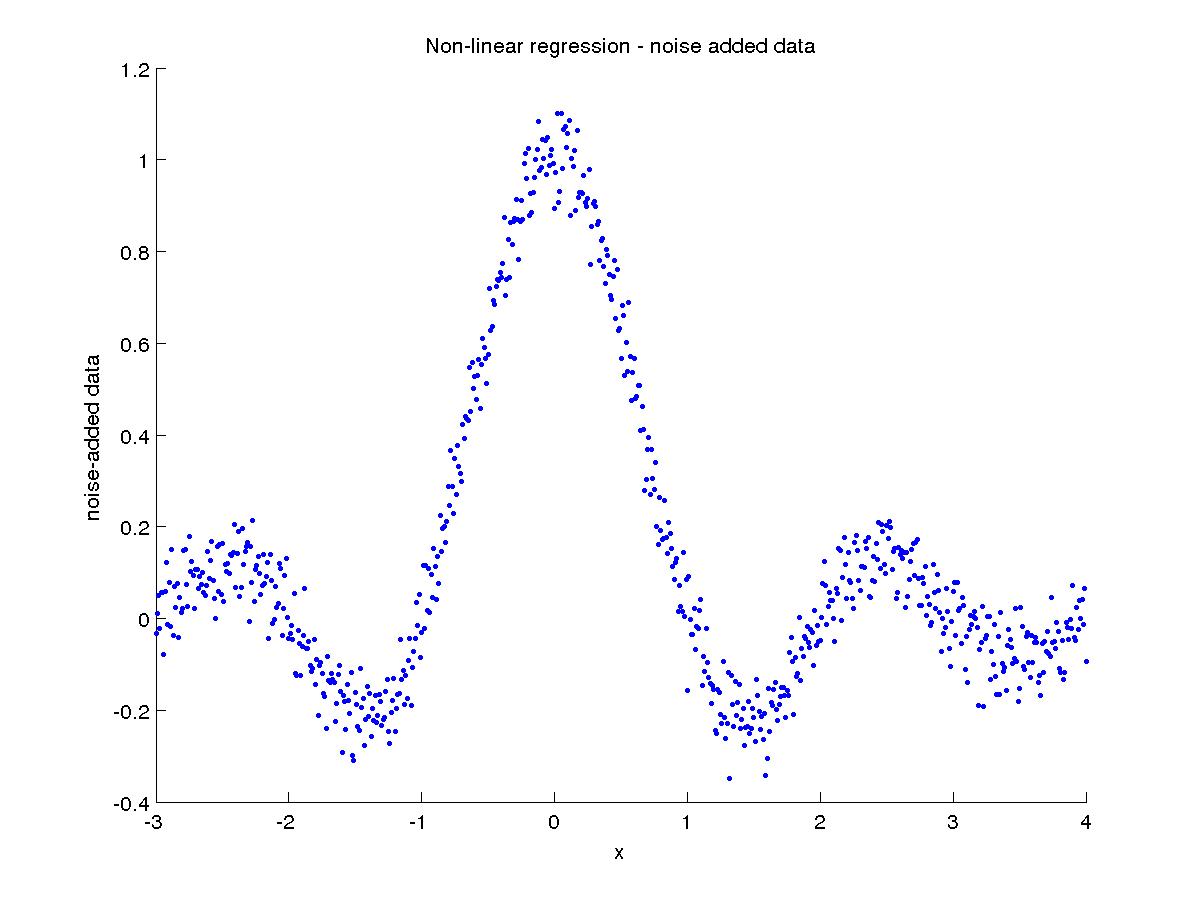 Non-linear regression - noise added data
1.2
1
0.8
0.6
0.4
0.2
0
-0.2
-0.4
noise-added data
-3 -2 -1 0 1 2 3 4
x